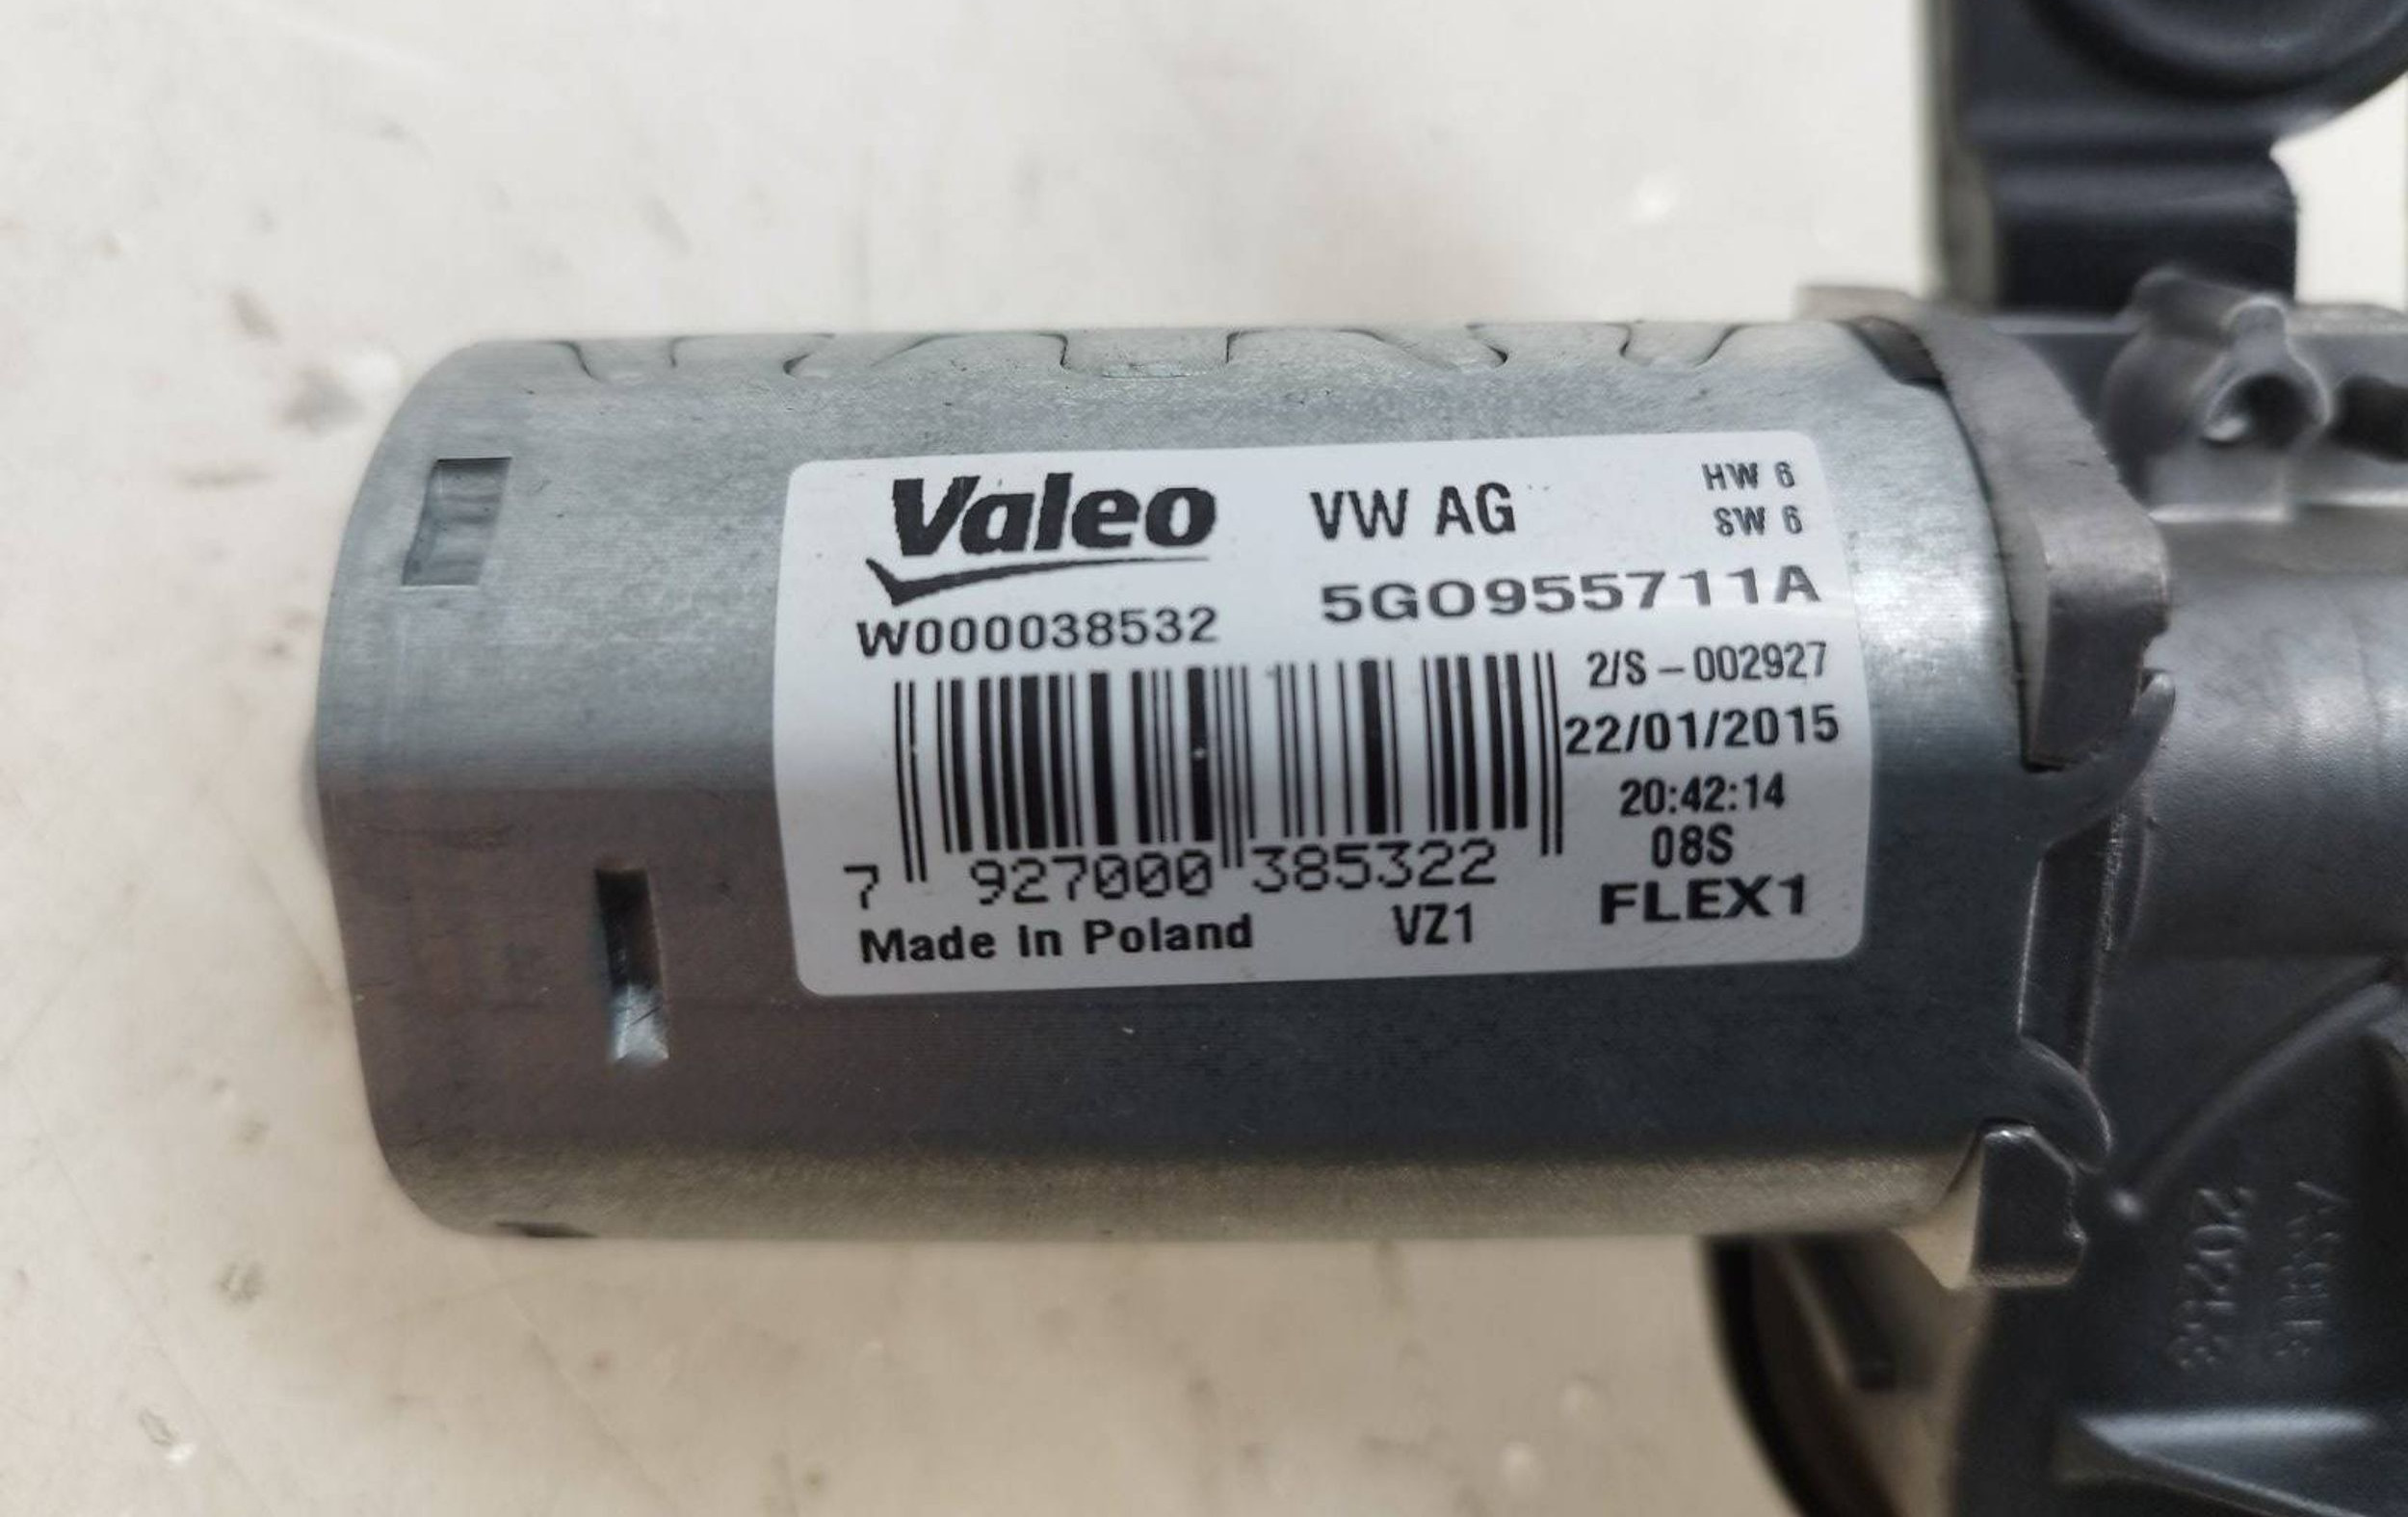 Valeo
W000038532
VW AG
HW 6
SW 6
5G0955711A
2/S – 002927
22/01/2015
20:42:14
08S
FLEX1
7 927000 385322
Made in Poland VZ1